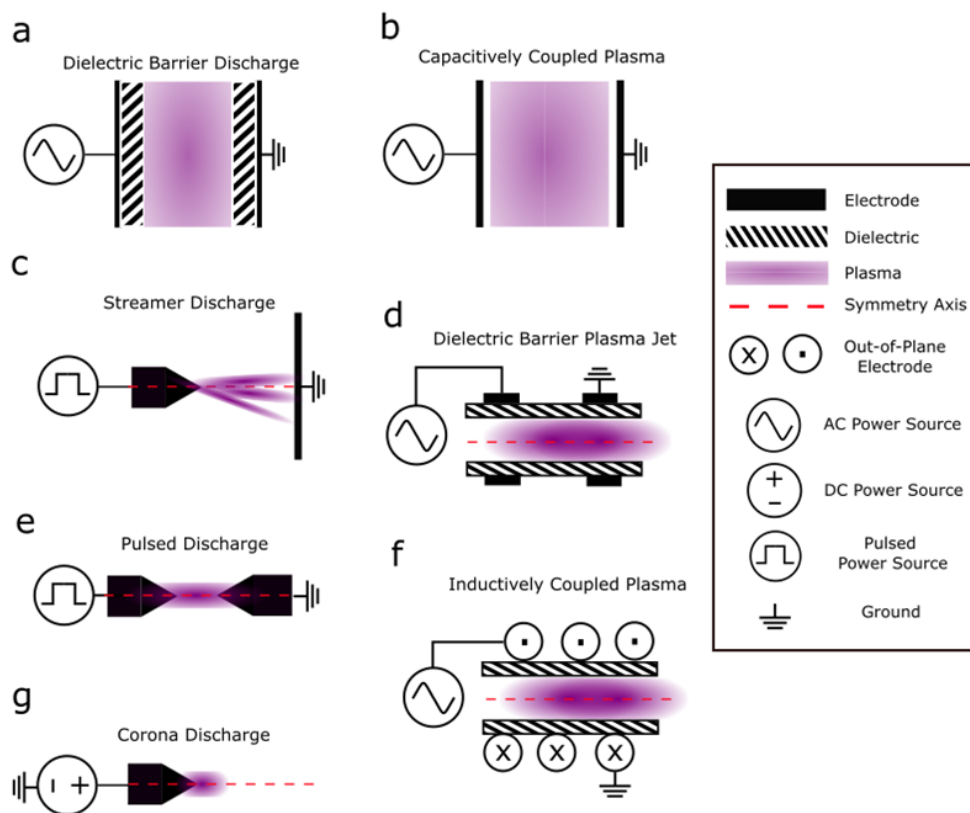 a
Dielectric Barrier Discharge
b
Capacitively Coupled Plasma
c
Streamer Discharge
d
Dielectric Barrier Plasma Jet
e
Pulsed Discharge
f
Inductively Coupled Plasma
X X X
g
Corona Discharge
- +
Electrode
Dielectric
Plasma
Symmetry Axis
X
Out-of-Plane
Electrode
AC Power Source
+
-
DC Power Source
Pulsed
Power Source
Ground